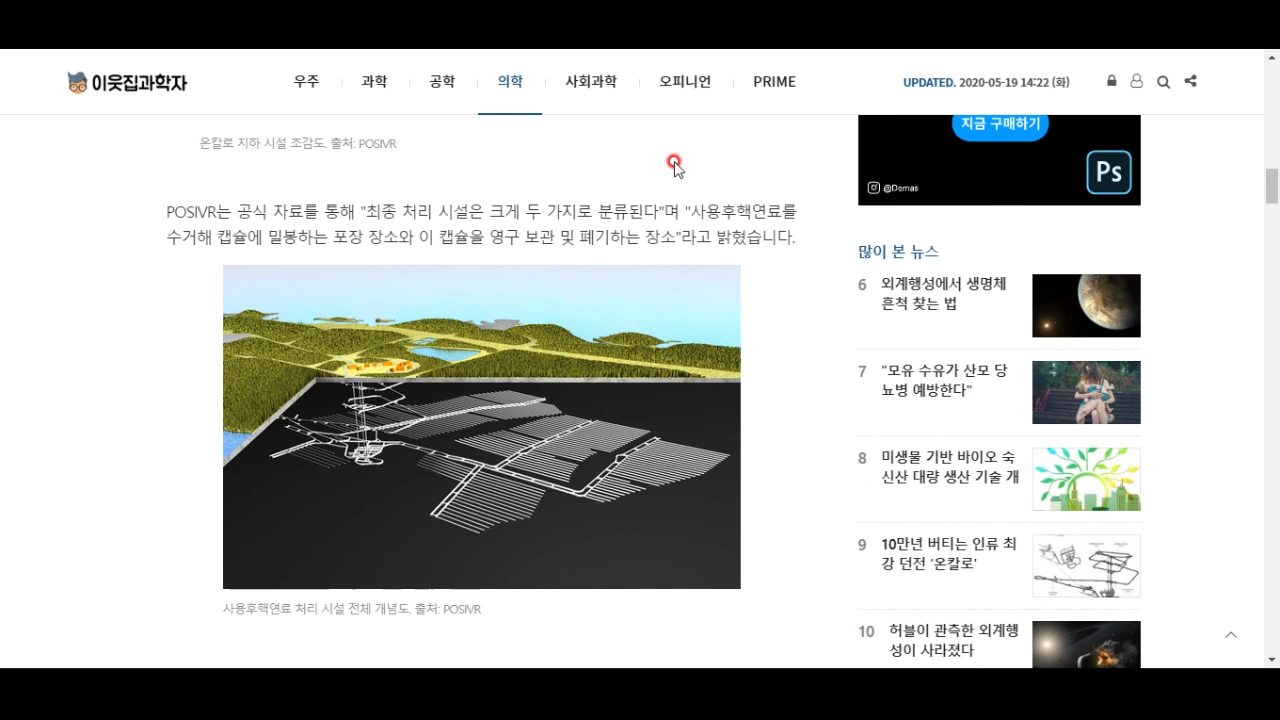 이웃집과학자
우주
과학
공학
의학
사회과학
오피니언
PRIME
UPDATED. 2020-05-19 14:22 (화)
온칼로 지하 시설 조감도. 출처: POSIVR
POSIVR는 공식 자료를 통해 "최종 처리 시설은 크게 두 가지로 분류된다"며 "사용후핵연료를
수거해 캡슐에 밀봉하는 포장 장소와 이 캡슐을 영구 보관 및 폐기하는 장소"라고 밝혔습니다.
사용후핵연료 처리 시설 전체 개념도. 출처: POSIVR
지금 구매하기
Ps
@Demas
많이 본 뉴스
6
외계행성에서 생명체
흔적 찾는 법
7
"모유 수유가 산모 당
뇨병 예방한다"
8
미생물 기반 바이오 숙
신산 대량 생산 기술 개
9
10만년 버티는 인류 최
강 던전 '온칼로'
10
허블이 관측한 외계행
성이 사라졌다